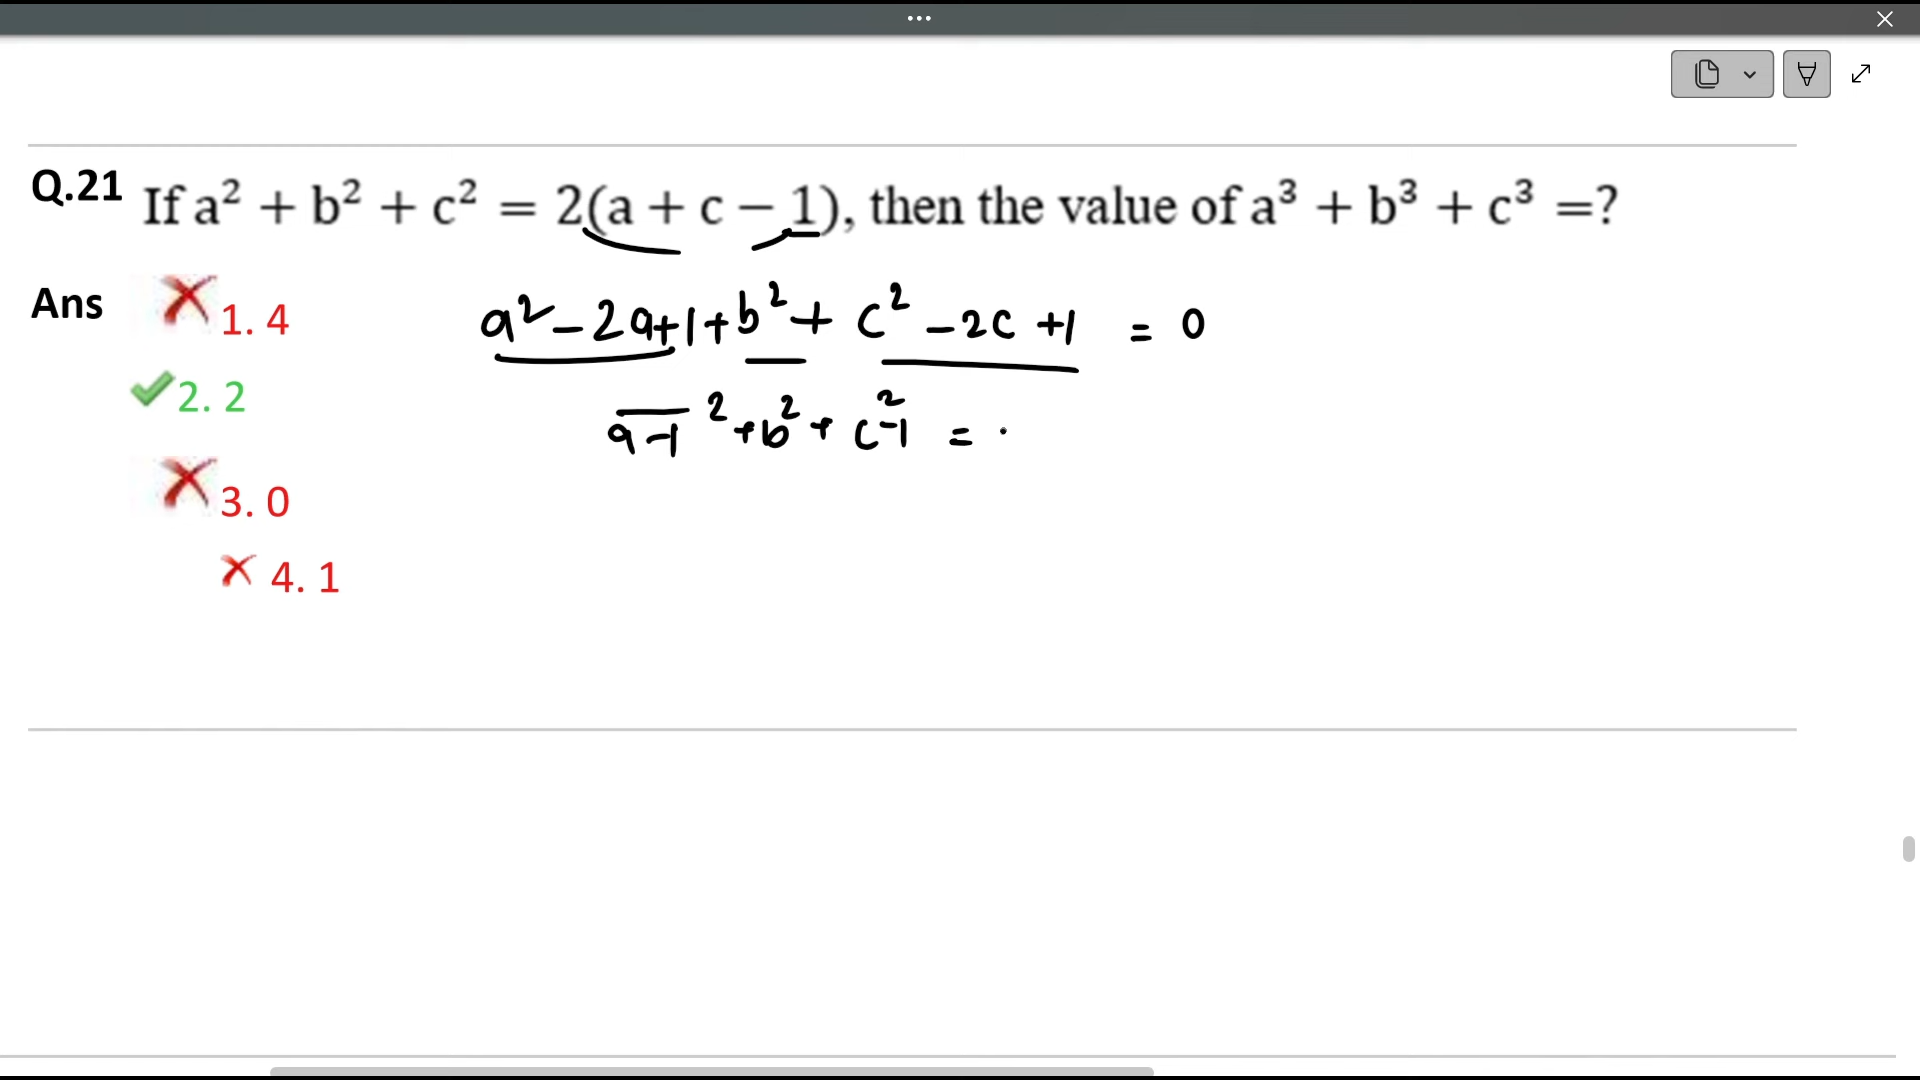 Q.21 If a² + b² + c² = 2(a + c − 1), then the value of a³ + b³ + c³ =?
Ans 1. 4
2. 2
3. 0
4. 1
a² − 2a + 1 + b² + c² − 2c + 1 = 0
a−1² + b² + c−1² = ·